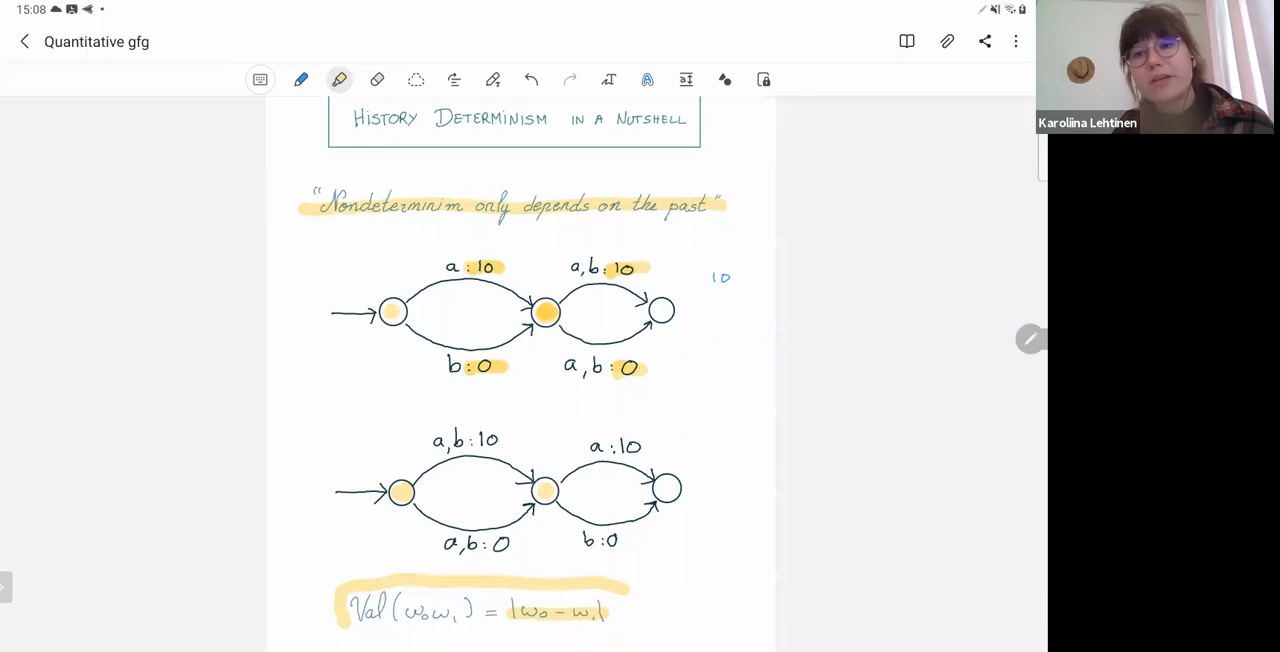 15:08
Quantitative gfg
Karoliina Lehtinen
HISTORY DETERMINISM IN A NUTSHELL
"Nondeterminim only depends on the past"
a : 10
a, b : 10
10
b : 0
a, b : 0
a, b : 10
a : 10
a, b : 0
b : 0
Val(w₀w₁) = |w₀ - w₁|